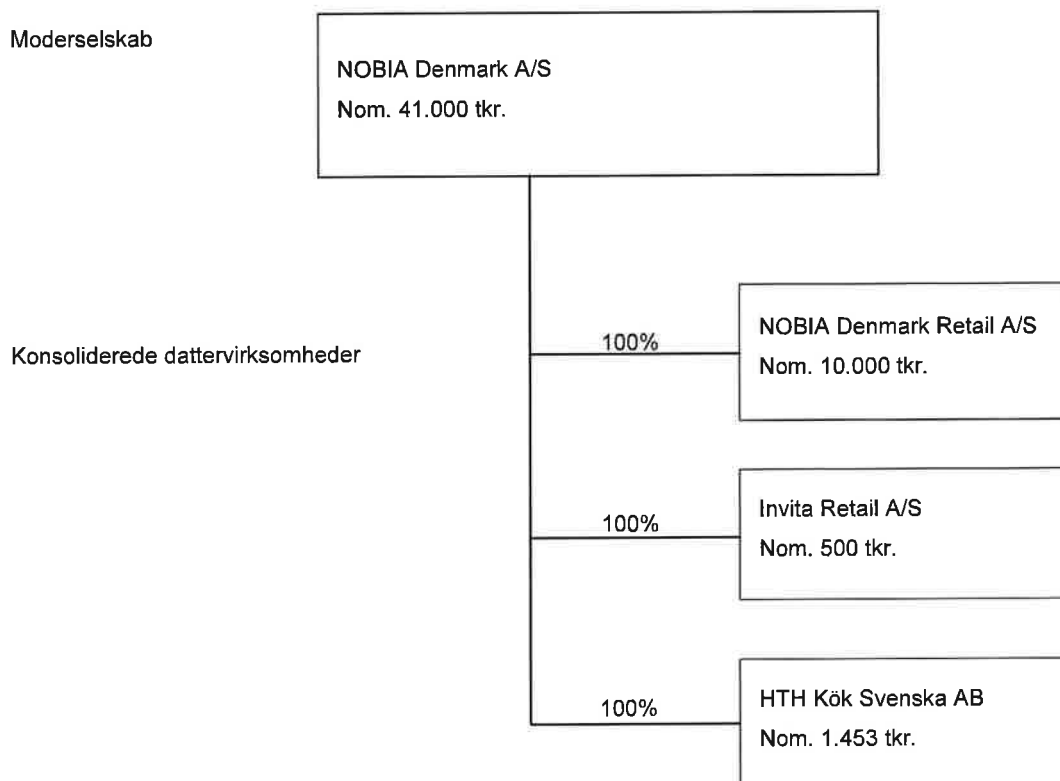 Moderselskab
NOBIA Denmark A/S
Nom. 41.000 tkr.
Konsoliderede dattervirksomheder
100%
NOBIA Denmark Retail A/S
Nom. 10.000 tkr.
100%
Invita Retail A/S
Nom. 500 tkr.
100%
HTH Kök Svenska AB
Nom. 1.453 tkr.